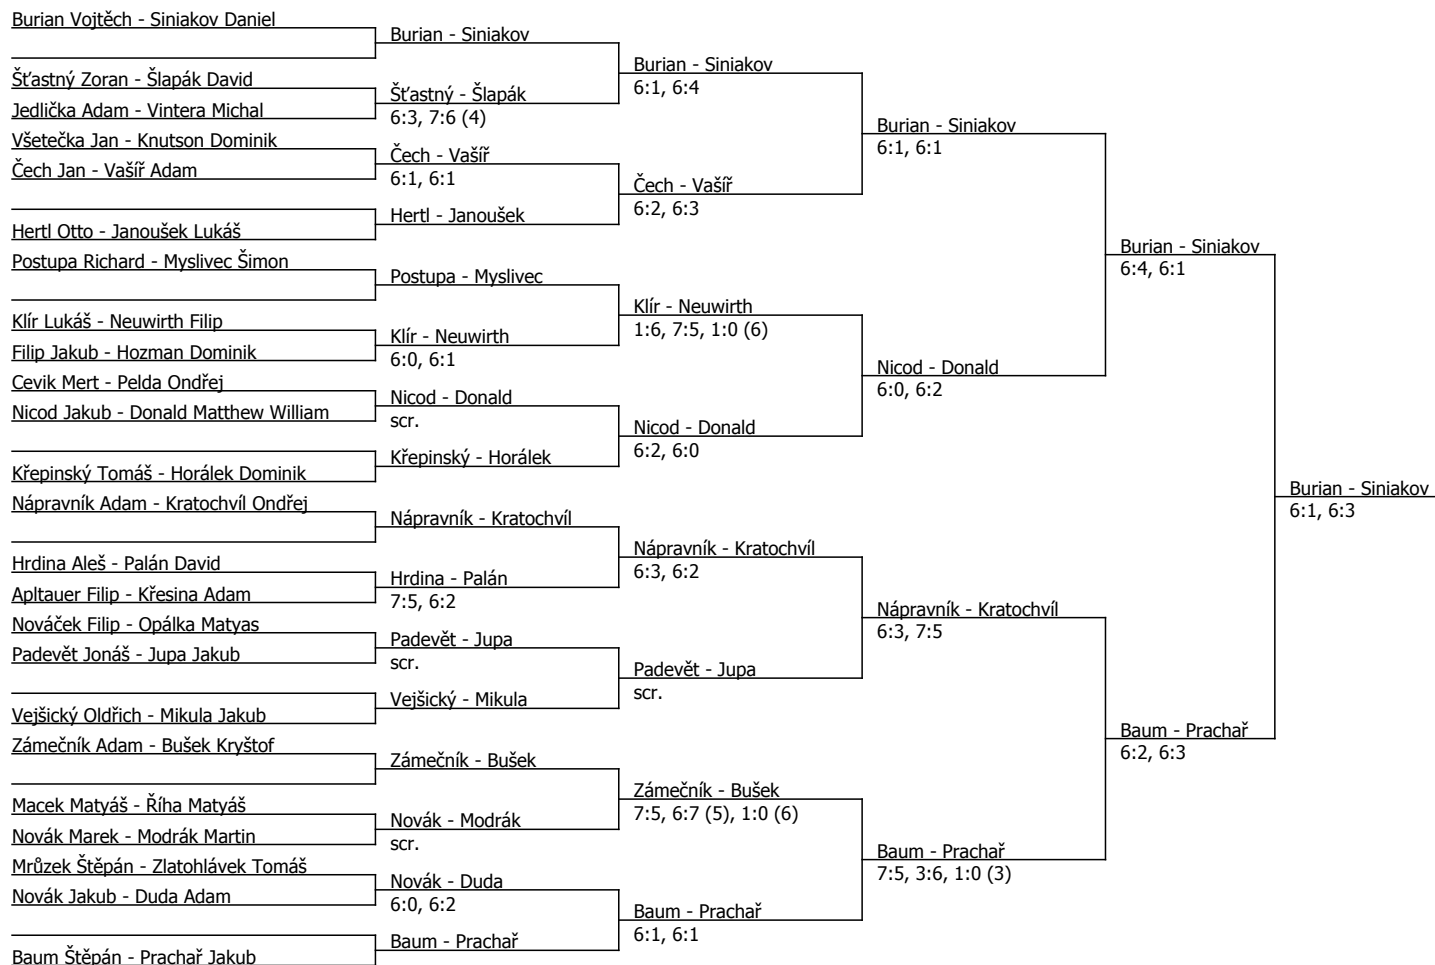 Burian Vojtěch - Siniakov Daniel
Šťastný Zoran - Šlapák David
Jedlička Adam - Vintera Michal
Všetečka Jan - Knutson Dominik
Čech Jan - Vašíř Adam
Hertl Otto - Janoušek Lukáš
Postupa Richard - Myslivec Šimon
Klír Lukáš - Neuwirth Filip
Filip Jakub - Hozman Dominik
Cevik Mert - Pelda Ondřej
Nicod Jakub - Donald Matthew William
Křepinský Tomáš - Horálek Dominik
Nápravník Adam - Kratochvíl Ondřej
Hrdina Aleš - Palán David
Apltauer Filip - Křesina Adam
Nováček Filip - Opálka Matyas
Padevět Jonáš - Jupa Jakub
Vejšický Oldřich - Mikula Jakub
Zámečník Adam - Bušek Kryštof
Macek Matyáš - Říha Matyáš
Novák Marek - Modrák Martin
Mrůzek Štěpán - Zlatohlávek Tomáš
Novák Jakub - Duda Adam
Baum Štěpán - Prachař Jakub
Burian - Siniakov
Šťastný - Šlapák
6:3, 7:6 (4)
Čech - Vašíř
6:1, 6:1
Hertl - Janoušek
Postupa - Myslivec
Klír - Neuwirth
6:0, 6:1
Nicod - Donald
scr.
Křepinský - Horálek
Nápravník - Kratochvíl
Hrdina - Palán
7:5, 6:2
Padevět - Jupa
scr.
Vejšický - Mikula
Zámečník - Bušek
Novák - Modrák
scr.
Novák - Duda
6:0, 6:2
Baum - Prachař
Burian - Siniakov
6:1, 6:4
Čech - Vašíř
6:2, 6:3
Klír - Neuwirth
1:6, 7:5, 1:0 (6)
Nicod - Donald
6:2, 6:0
Nápravník - Kratochvíl
6:3, 6:2
Padevět - Jupa
scr.
Zámečník - Bušek
7:5, 6:7 (5), 1:0 (6)
Baum - Prachař
6:1, 6:1
Burian - Siniakov
6:1, 6:1
Nicod - Donald
6:0, 6:2
Nápravník - Kratochvíl
6:3, 7:5
Baum - Prachař
7:5, 3:6, 1:0 (3)
Burian - Siniakov
6:4, 6:1
Baum - Prachař
6:2, 6:3
Burian - Siniakov
6:1, 6:3